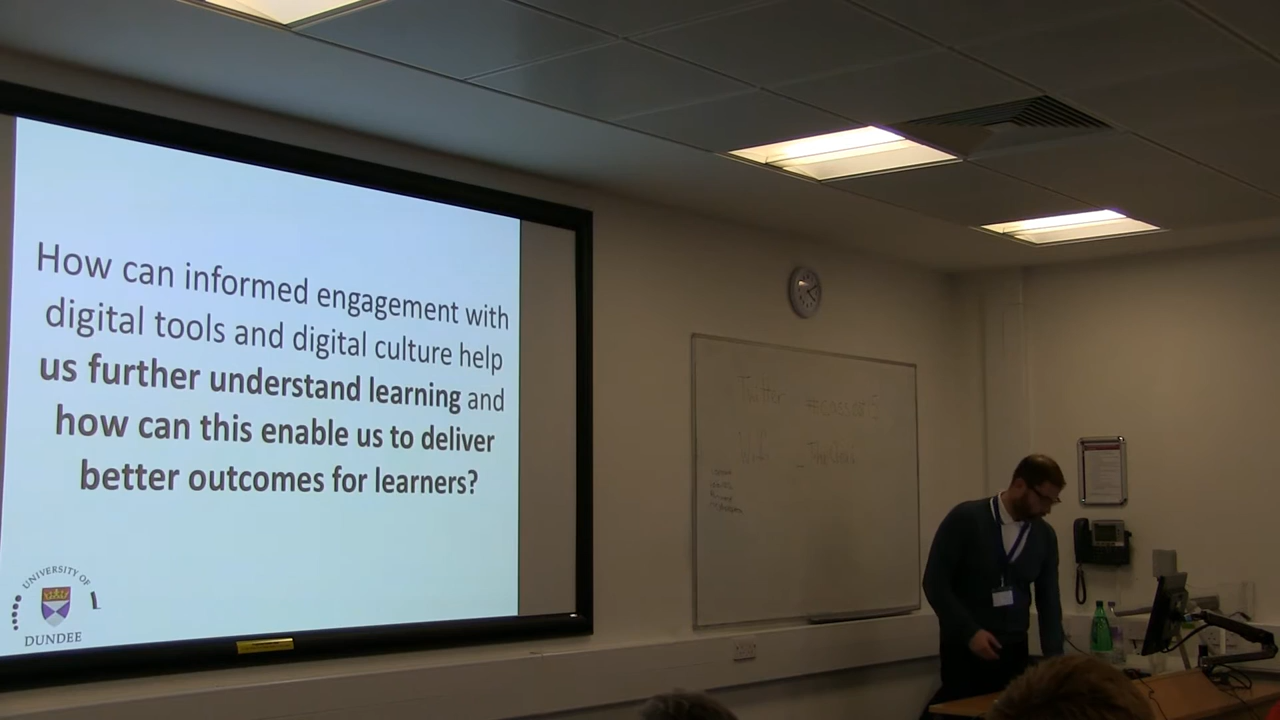 How can informed engagement with
digital tools and digital culture help
us further understand learning and
how can this enable us to deliver
better outcomes for learners?
UNIVERSITY OF
DUNDEE
Twitter